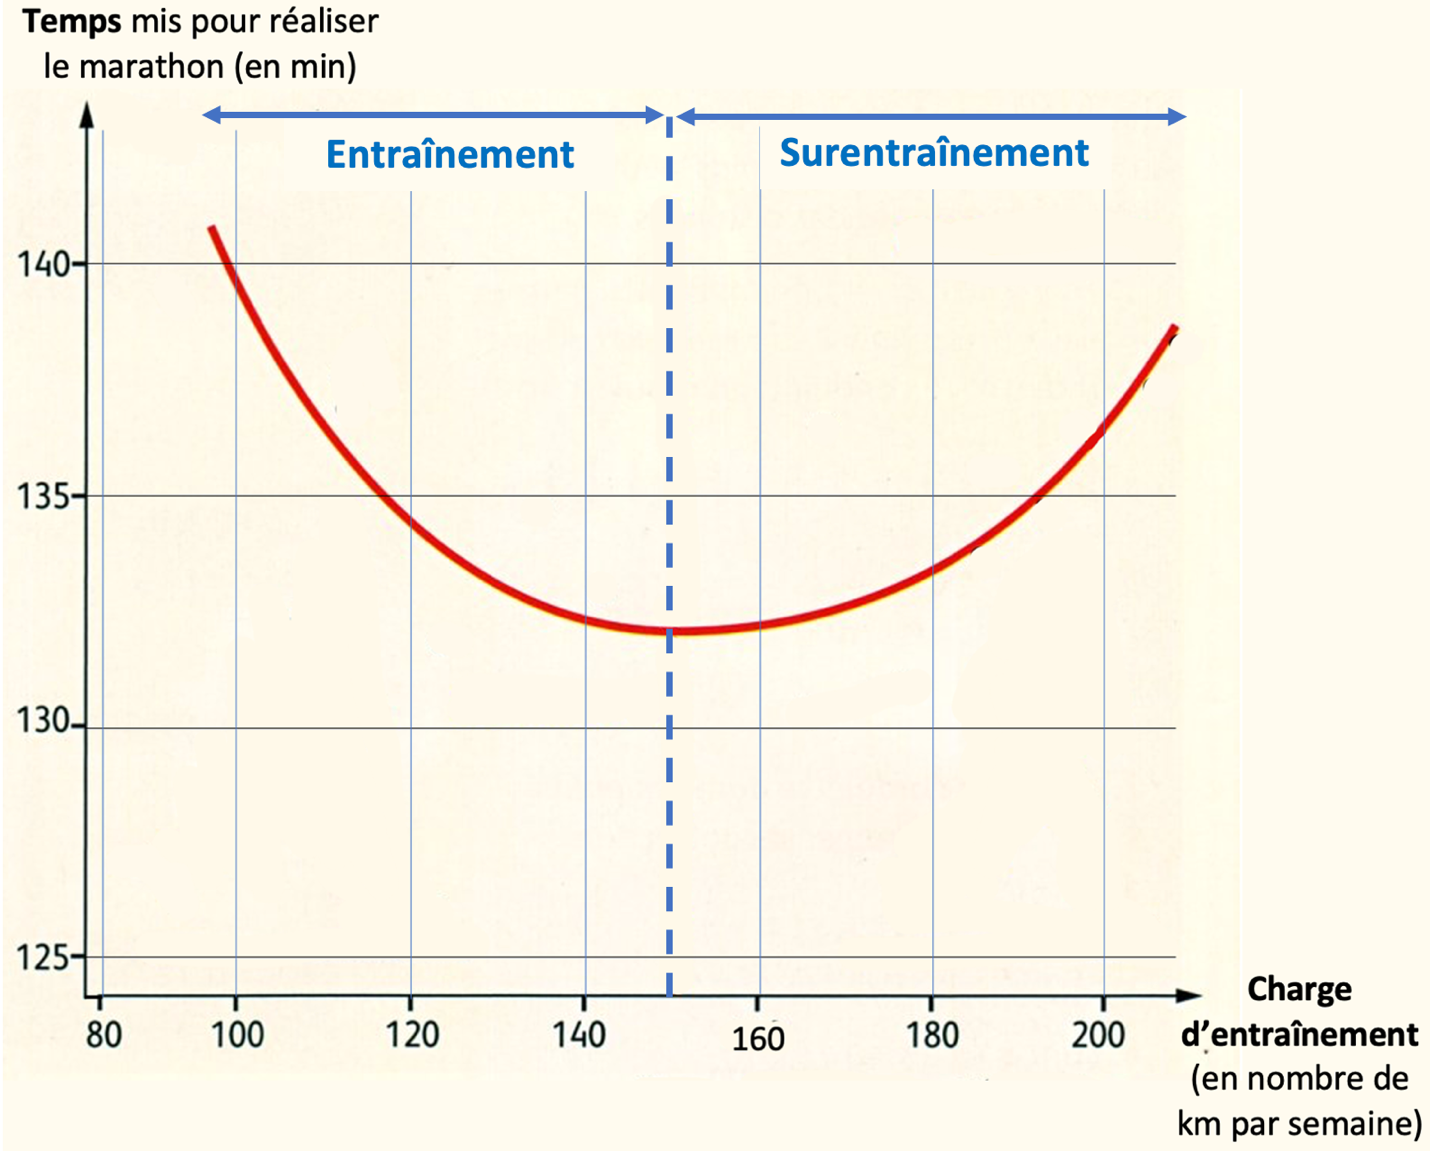 Temps mis pour réaliser
le marathon (en min)
Entraînement
Surentraînement
140
135
130
125
80
100
120
140
160
180
200
Charge
d'entraînement
(en nombre de
km par semaine)